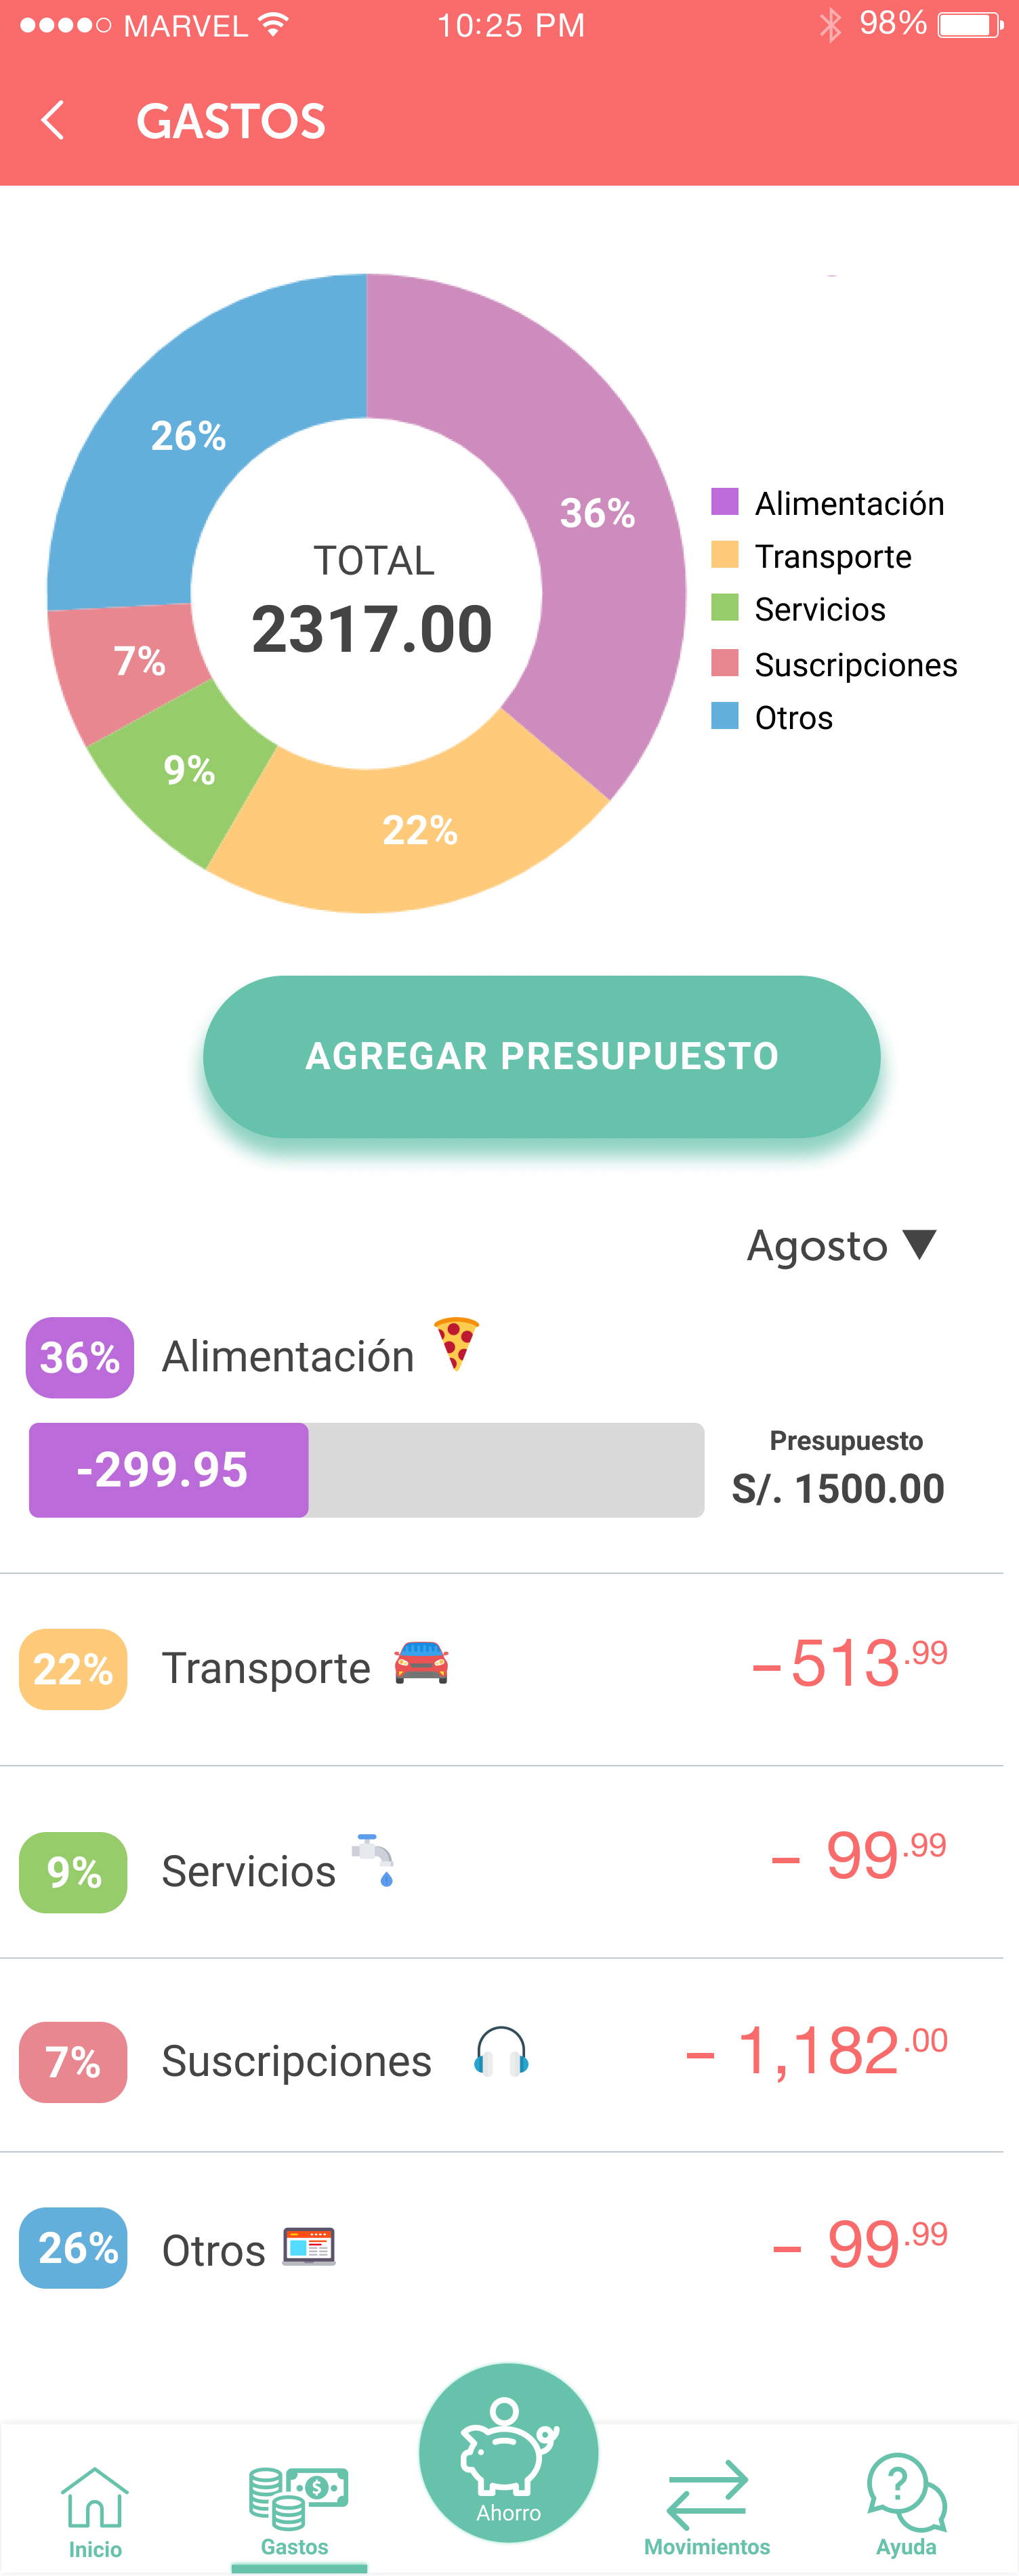 MARVEL 10:25 PM 98%
GASTOS
26%
36%
7%
9%
22%
TOTAL
2317.00
Alimentación
Transporte
Servicios
Suscripciones
Otros
AGREGAR PRESUPUESTO
Agosto ▼
36% Alimentación
-299.95
Presupuesto
S/. 1500.00
22% Transporte -513.99
9% Servicios - 99.99
7% Suscripciones - 1,182.00
26% Otros - 99.99
Inicio
Gastos
Ahorro
Movimientos
Ayuda